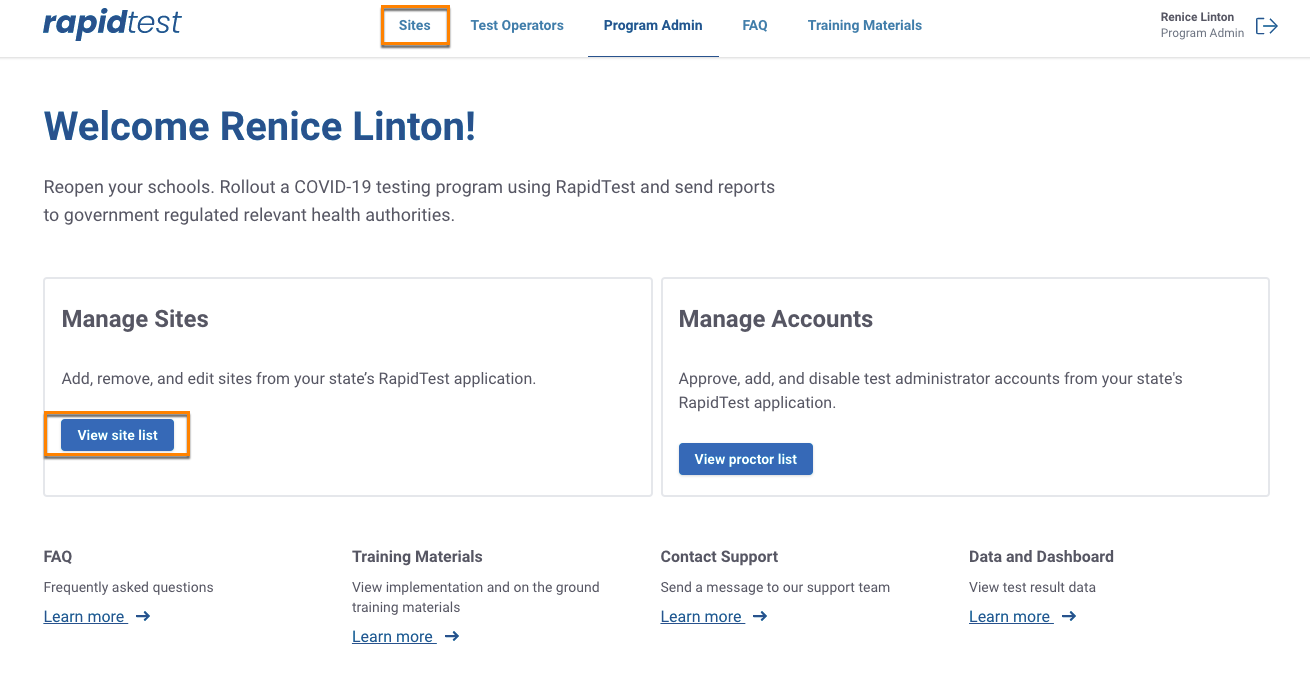 rapidtest
Sites
Test Operators
Program Admin
FAQ
Training Materials
Renice Linton
Program Admin
Welcome Renice Linton!
Reopen your schools. Rollout a COVID-19 testing program using RapidTest and send reports
to government regulated relevant health authorities.
Manage Sites
Add, remove, and edit sites from your state’s RapidTest application.
View site list
Manage Accounts
Approve, add, and disable test administrator accounts from your state's
RapidTest application.
View proctor list
FAQ
Frequently asked questions
Learn more →
Training Materials
View implementation and on the ground
training materials
Learn more →
Contact Support
Send a message to our support team
Learn more →
Data and Dashboard
View test result data
Learn more →